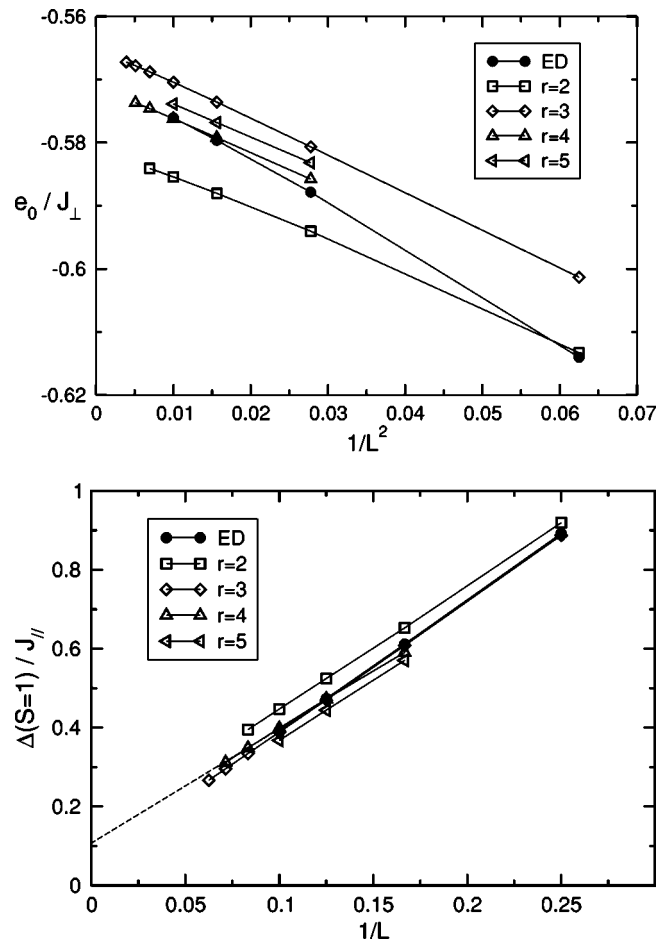 -0.56
-0.58
-0.6
-0.62
e₀ / J⊥
ED
r=2
r=3
r=4
r=5
0 0.01 0.02 0.03 0.04 0.05 0.06 0.07
1/L²
1
0.8
0.6
0.4
0.2
0
Δ(S=1) / J//
ED
r=2
r=3
r=4
r=5
0 0.05 0.1 0.15 0.2 0.25
1/L